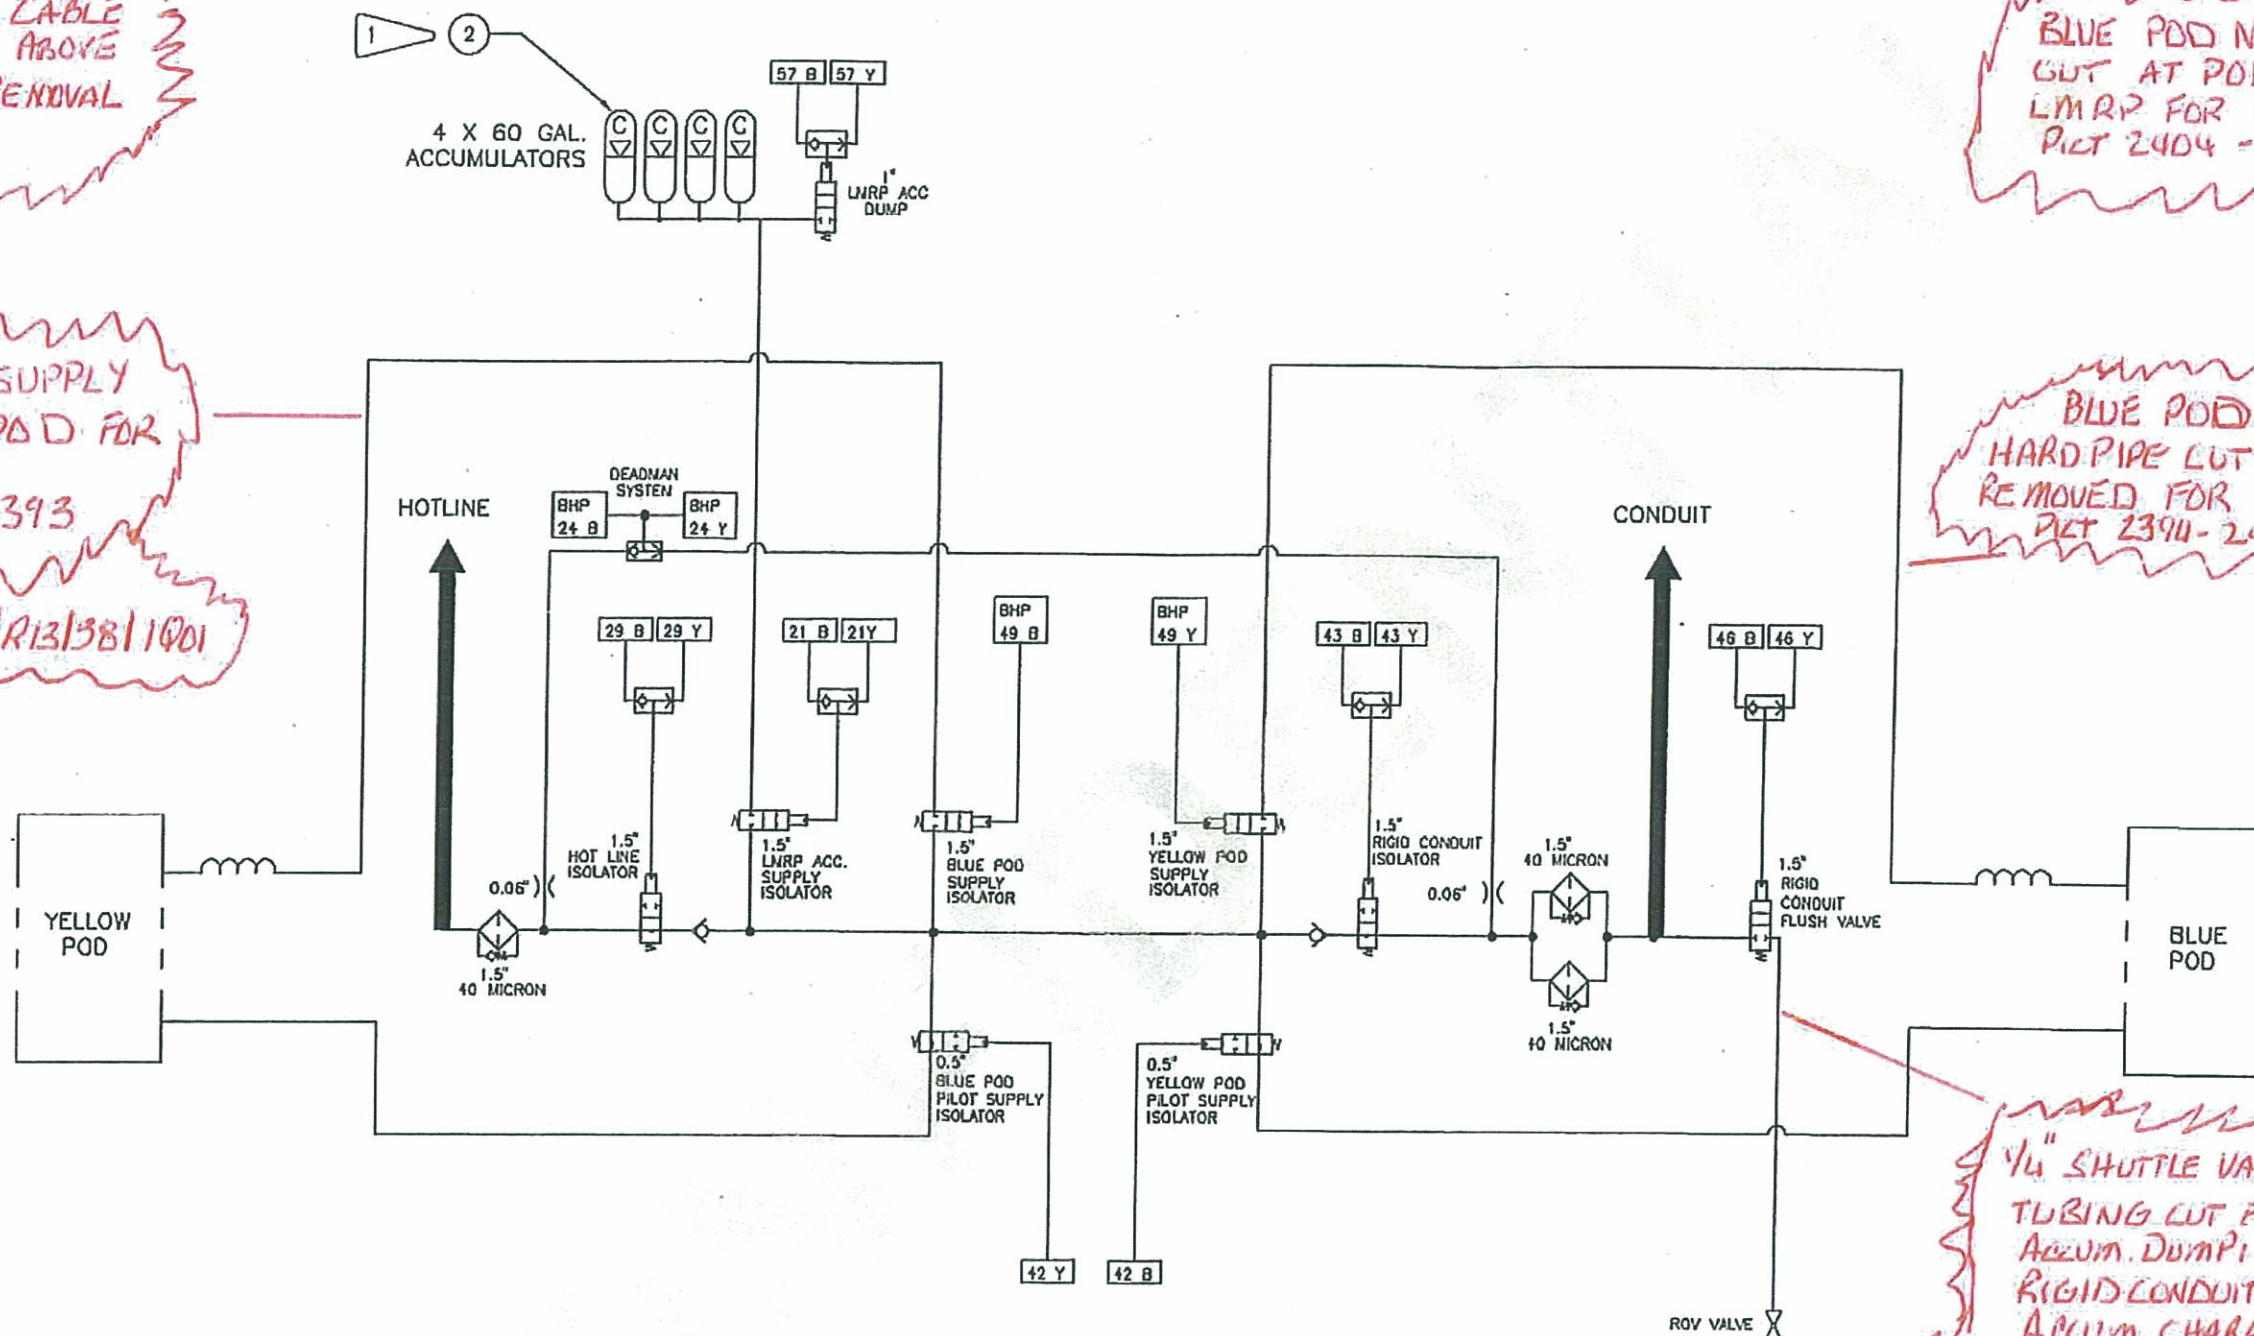 CABLE
ABOVE
1
2
4 X 60 GAL.
ACCUMULATORS
C C C C
57 B 57 Y
1"
LMRP ACC
DUMP
BLUE POD
AT
LMRP FOR
PICT 2404 -
SUPPLY
FOR
393
R13/38/1Q01
BLUE POD
HARDPIPE CUT
REMOVED FOR
PICT 2394-2
HOTLINE
DEADMAN
SYSTEM
BHP
24 B
BHP
24 Y
CONDUIT
29 B 29 Y
21 B 21Y
BHP
49 B
BHP
49 Y
43 B 43 Y
46 B 46 Y
1.5"
HOT LINE
ISOLATOR
1.5"
LMRP ACC.
SUPPLY
ISOLATOR
1.5"
BLUE POD
SUPPLY
ISOLATOR
1.5"
YELLOW POD
SUPPLY
ISOLATOR
1.5"
RIGID CONDUIT
ISOLATOR
1.5"
40 MICRON
1.5"
RIGID
CONDUIT
FLUSH VALVE
0.06"
0.06"
YELLOW
POD
BLUE
POD
1.5"
40 MICRON
1.5"
40 MICRON
0.5"
BLUE POD
PILOT SUPPLY
ISOLATOR
0.5"
YELLOW POD
PILOT SUPPLY
ISOLATOR
42 Y
42 B
ROV VALVE
1/4" SHUTTLE VA
TUBING CUT
ACCUM. DUMP
RIGID CONDUIT